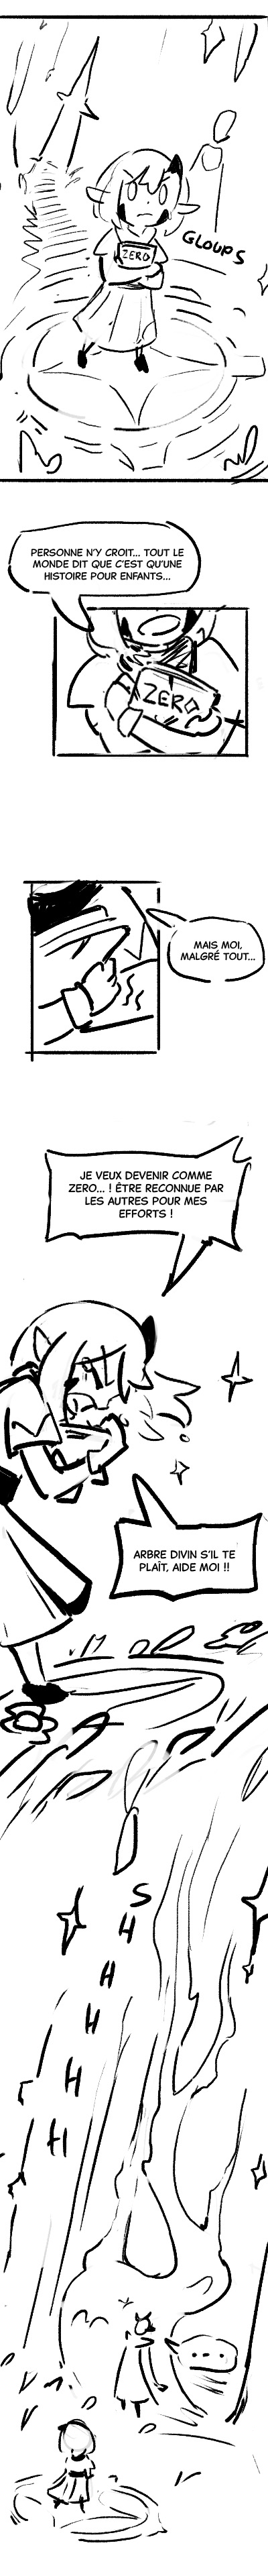 ZERO
GLOUPS
PERSONNE N'Y CROIT... TOUT LE
MONDE DIT QUE C'EST QU'UNE
HISTOIRE POUR ENFANTS...
ZERO
MAIS MOI,
MALGRÉ TOUT...
JE VEUX DEVENIR COMME
ZERO... ! ÊTRE RECONNUE PAR
LES AUTRES POUR MES
EFFORTS !
ARBRE DIVIN S'IL TE
PLAÎT, AIDE MOI !!
SHHHHH
...